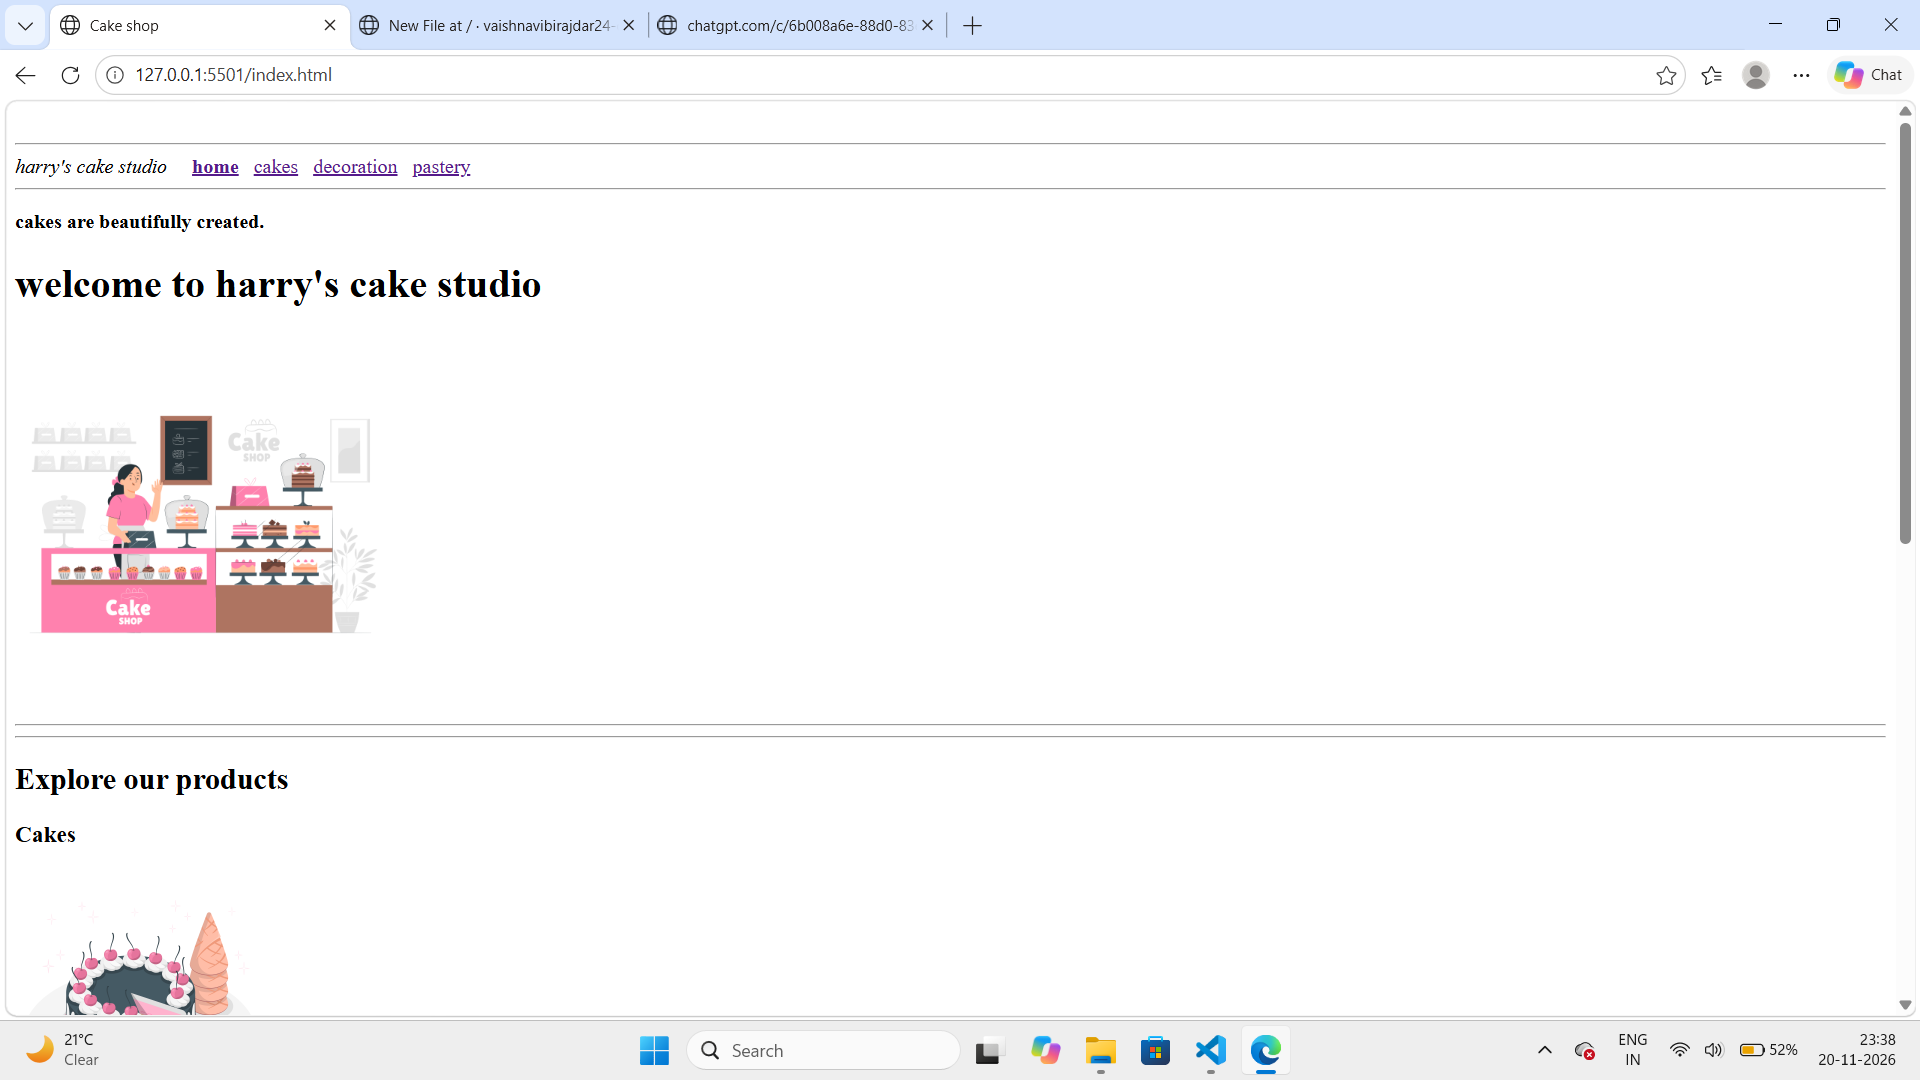 Cake shop
New File at / · vaishnavibirajdar24-
chatgpt.com/c/6b008a6e-88d0-83
127.0.0.1:5501/index.html
Chat
harry's cake studio home cakes decoration pastery
cakes are beautifully created.
welcome to harry's cake studio
Cake
SHOP
Cake
SHOP
Explore our products
Cakes
21°C
Clear
Search
ENG
IN
52%
23:38
20-11-2026